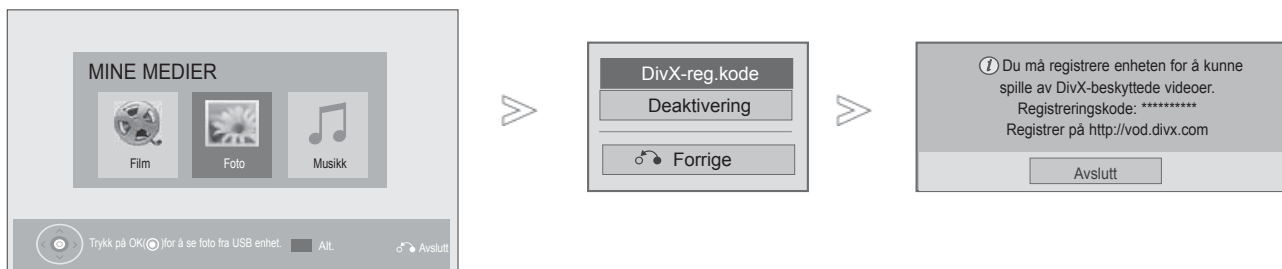 MINE MEDIER
Film
Foto
Musikk
Trykk på OK(◉)for å se foto fra USB enhet.
Alt.
Avslutt
DivX-reg.kode
Deaktivering
Forrige
Du må registrere enheten for å kunne
spille av DivX-beskyttede videoer.
Registreringskode: **********
Registrer på http://vod.divx.com
Avslutt